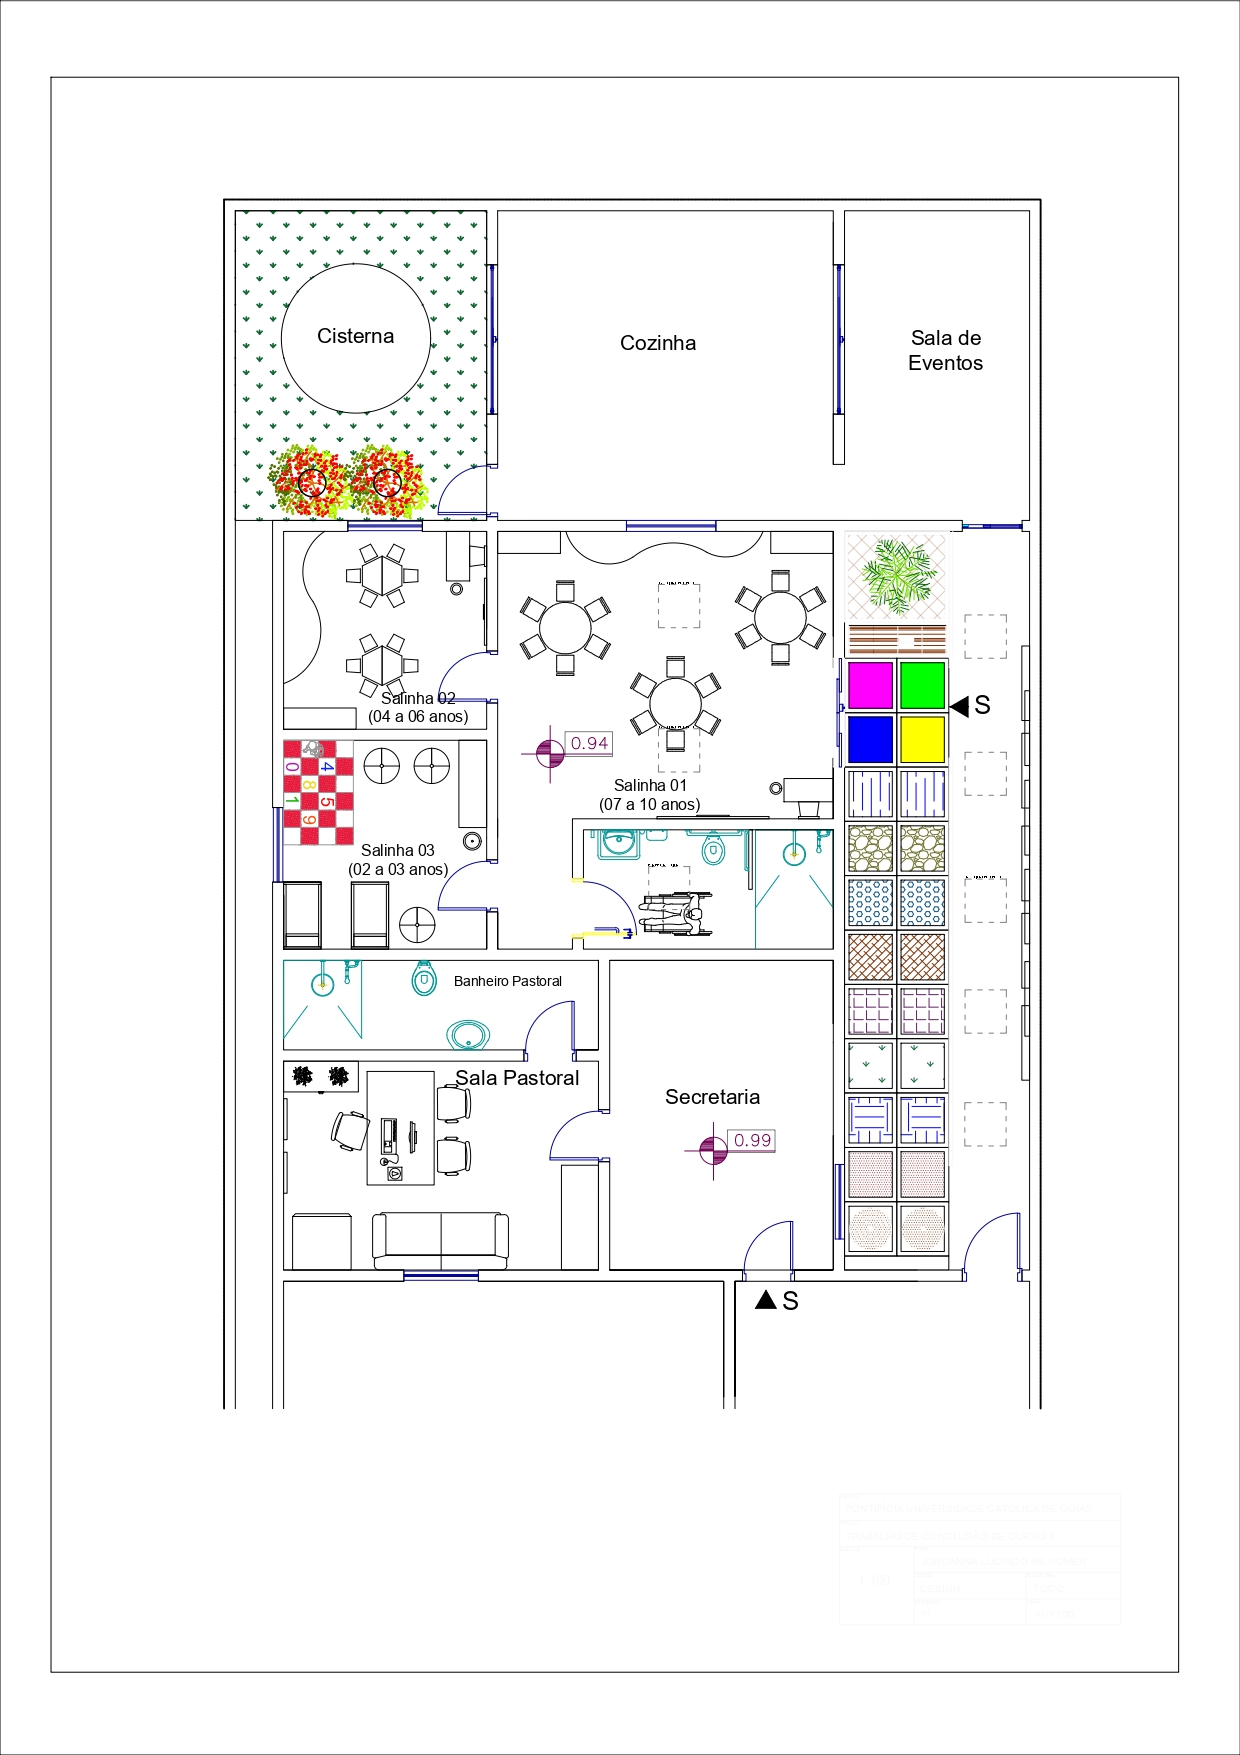 Cisterna
Cozinha
Sala de
Eventos
Salinha 02
(04 a 06 anos)
S
0.94
Salinha 01
(07 a 10 anos)
0
4
8
1
5
9
Salinha 03
(02 a 03 anos)
Banheiro Pastoral
Sala Pastoral
Secretaria
0.99
S